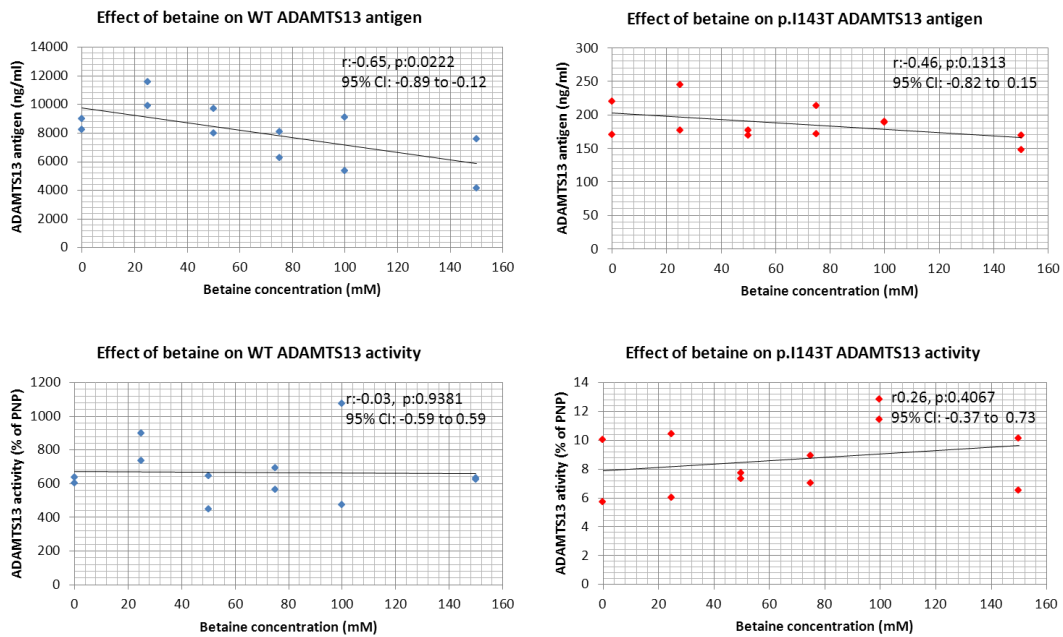 Effect of betaine on WT ADAMTS13 antigen
ADAMTS13 antigen (ng/ml)
14000
12000
10000
8000
6000
4000
2000
0
r:-0.65, p:0.0222
95% CI: -0.89 to -0.12
0 20 40 60 80 100 120 140 160
Betaine concentration (mM)
Effect of betaine on p.I143T ADAMTS13 antigen
ADAMTS13 antigen (ng/ml)
300
250
200
150
100
50
0
r:-0.46, p:0.1313
95% CI: -0.82 to 0.15
0 20 40 60 80 100 120 140 160
Betaine concentration (mM)
Effect of betaine on WT ADAMTS13 activity
ADAMTS13 activity (% of PNP)
1200
1000
800
600
400
200
0
r:-0.03, p:0.9381
95% CI: -0.59 to 0.59
0 20 40 60 80 100 120 140 160
Betaine concentration (mM)
Effect of betaine on p.I143T ADAMTS13 activity
ADAMTS13 ativity (% of PNP)
14
12
10
8
6
4
2
0
r0.26, p:0.4067
95% CI: -0.37 to 0.73
0 20 40 60 80 100 120 140 160
Betaine concentration (mM)